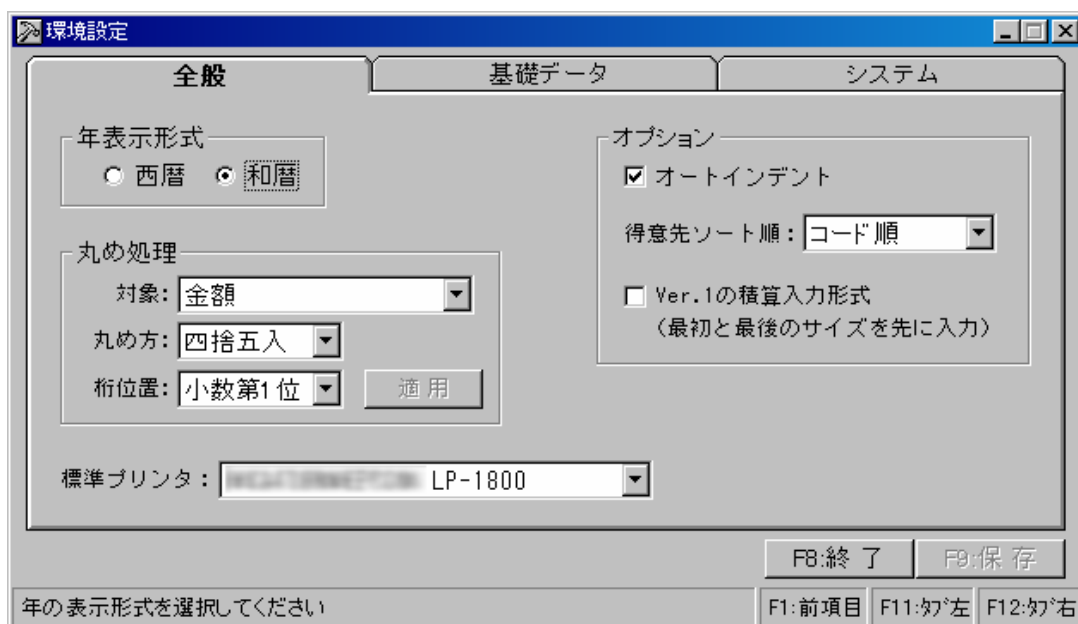 環境設定
全般
基礎データ
システム
年表示形式
西暦 和暦
丸め処理
対象: 金額
丸め方: 四捨五入
桁位置: 小数第1位 適用
オプション
オートインデント
得意先ソート順: コード順
Ver.1の積算入力形式
(最初と最後のサイズを先に入力)
標準プリンタ: LP-1800
F8:終了 F9:保存
年の表示形式を選択してください
F1:前項目 F11:ﾀﾌﾞ左 F12:ﾀﾌﾞ右